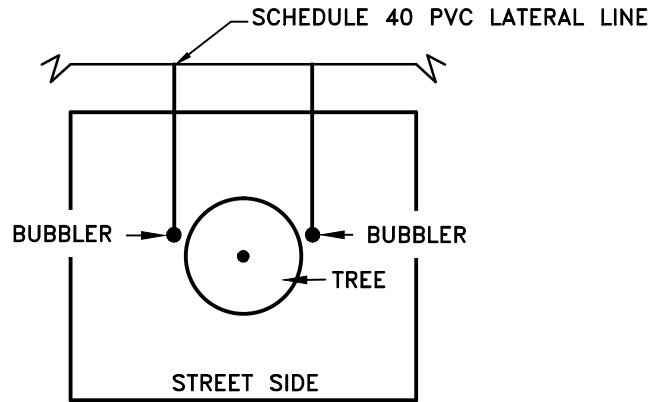 SCHEDULE 40 PVC LATERAL LINE
BUBBLER
BUBBLER
TREE
STREET SIDE